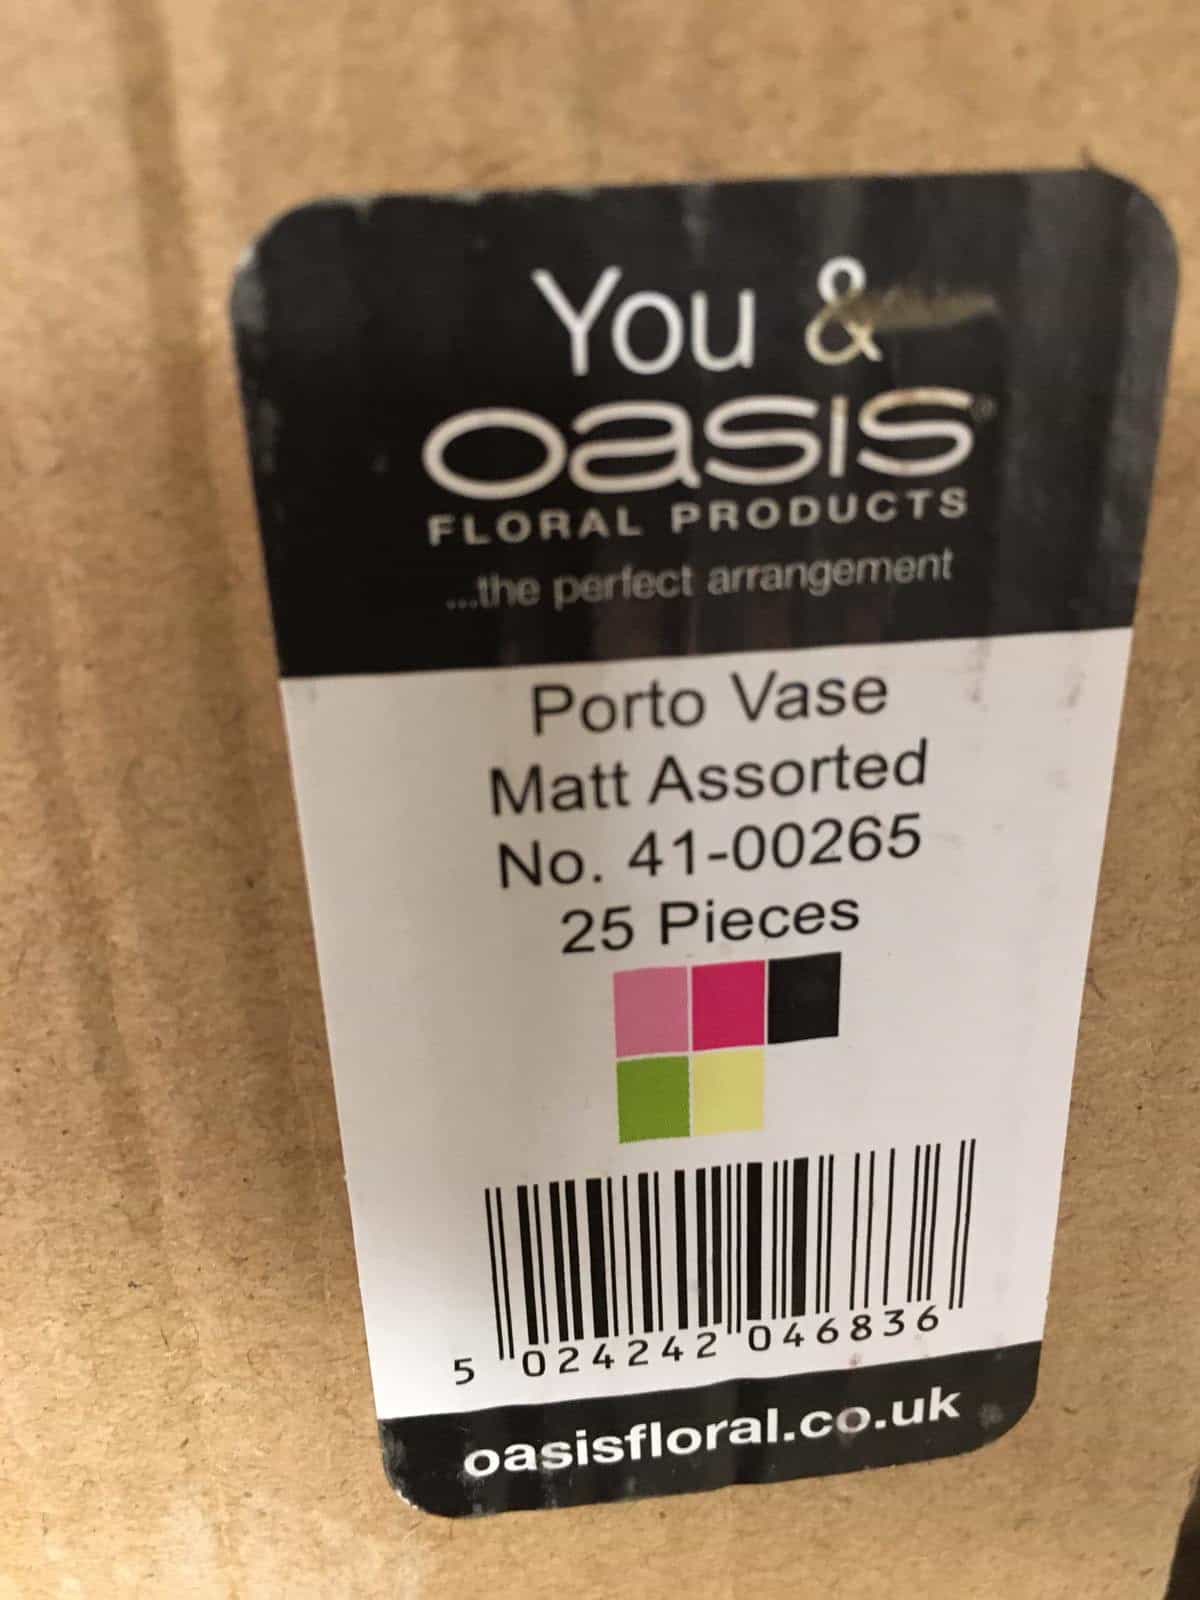 You &
oasis®
FLORAL PRODUCTS
...the perfect arrangement
Porto Vase
Matt Assorted
No. 41-00265
25 Pieces
5 024242 046836
oasisfloral.co.uk